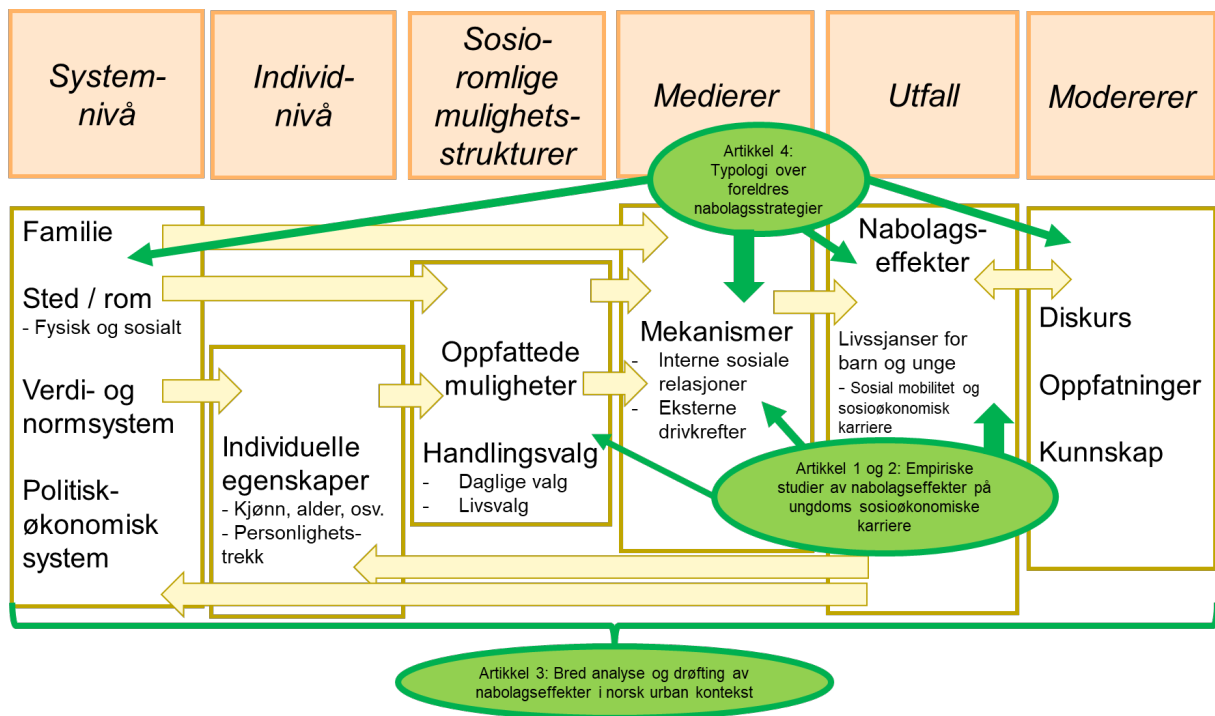 System-
nivå
Individ-
nivå
Sosio-
romlige
mulighets-
strukturer
Medierer
Utfall
Modererer
Artikkel 4:
Typologi over
foreldres
nabolagsstrategier
Familie
Sted / rom
- Fysisk og sosialt
Verdi- og
normsystem
Politisk-
økonomisk
system
Individuelle
egenskaper
- Kjønn, alder, osv.
- Personlighets-
trekk
Oppfattede
muligheter
Handlingsvalg
- Daglige valg
- Livsvalg
Mekanismer
- Interne sosiale
relasjoner
- Eksterne
drivkrefter
Nabolags-
effekter
Livssjanser for
barn og unge
- Sosial mobilitet og
sosioøkonomisk
karriere
Diskurs
Oppfatninger
Kunnskap
Artikkel 1 og 2: Empiriske
studier av nabolagseffekter på
ungdoms sosioøkonomiske
karriere
Artikkel 3: Bred analyse og drøfting av
nabolagseffekter i norsk urban kontekst